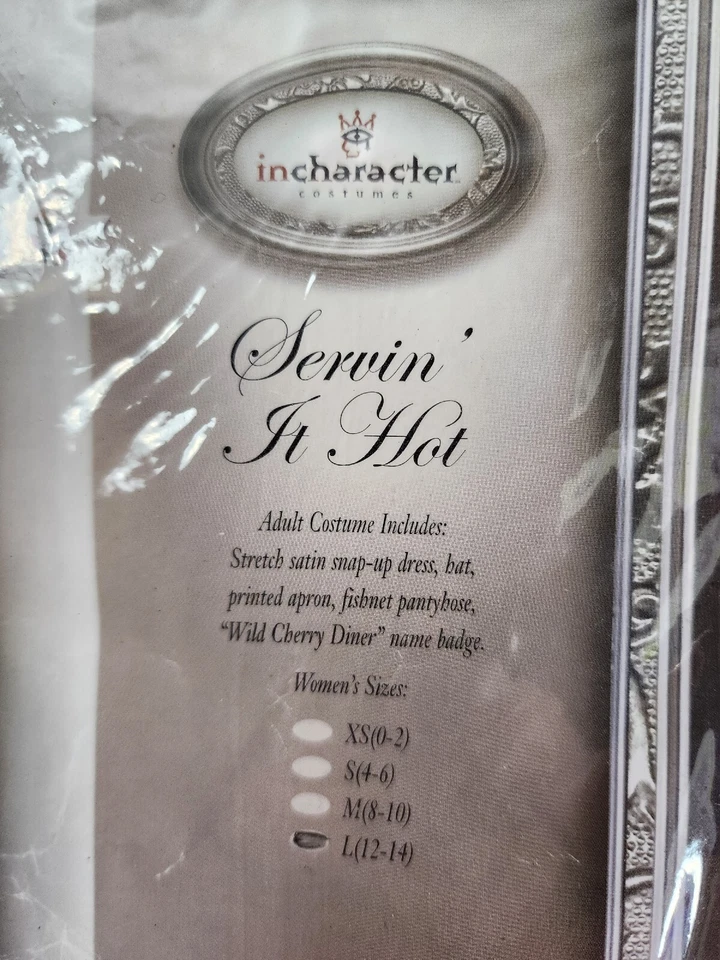 incharacter
costumes
Servin'
It Hot
Adult Costume Includes:
Stretch satin snap-up dress, hat,
printed apron, fishnet pantyhose,
“Wild Cherry Diner” name badge.
Women's Sizes:
XS(0-2)
S(4-6)
M(8-10)
L(12-14)